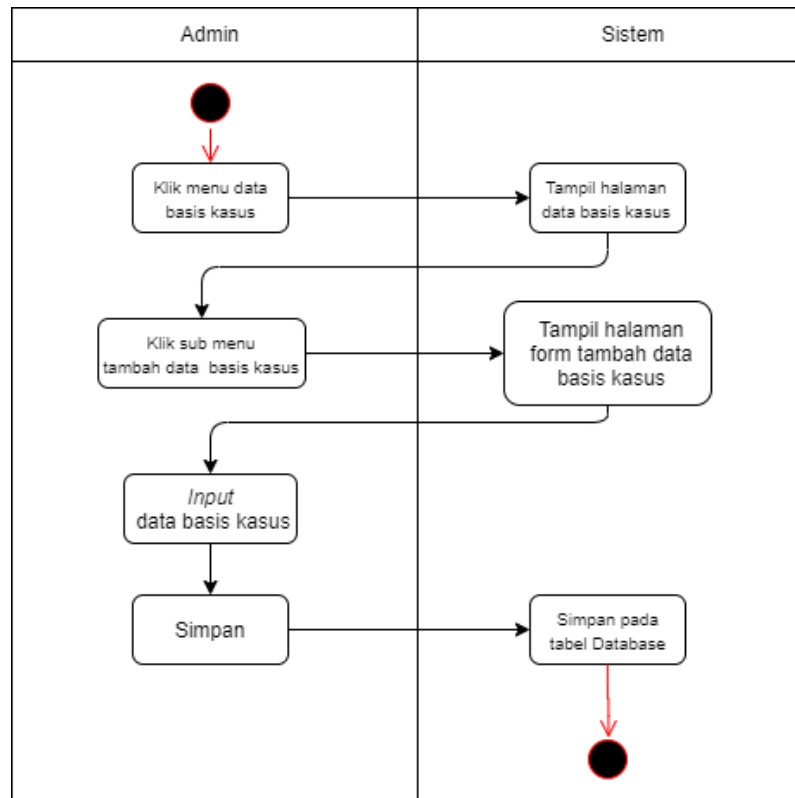 Admin
Sistem
Klik menu data
basis kasus
Tampil halaman
data basis kasus
Klik sub menu
tambah data basis kasus
Tampil halaman
form tambah data
basis kasus
Input
data basis kasus
Simpan
Simpan pada
tabel Database